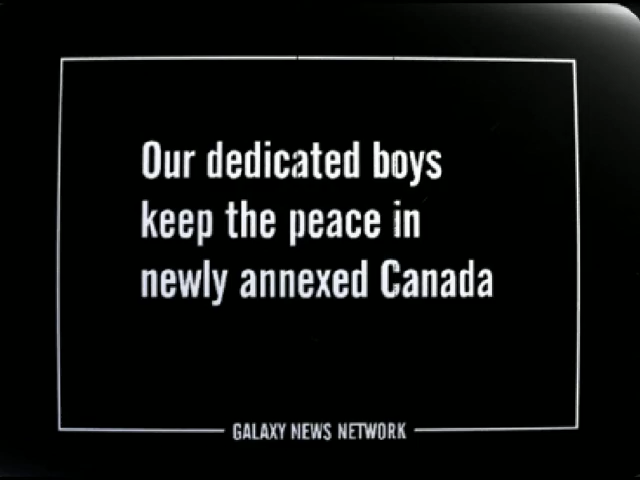 Our dedicated boys
keep the peace in
newly annexed Canada
GALAXY NEWS NETWORK